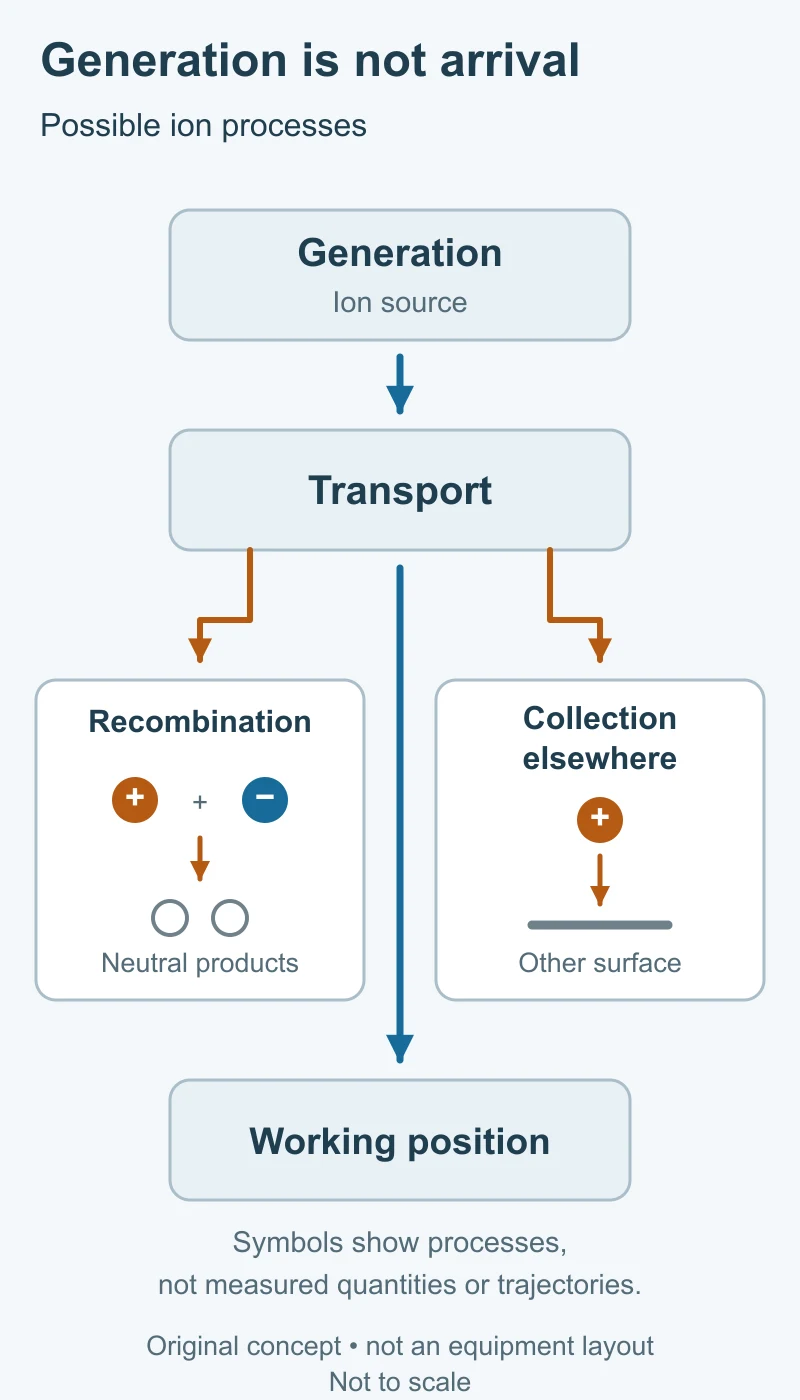 Generation is not arrival
Possible ion processes
Generation
Ion source
Transport
Recombination
+ + −
Neutral products
Collection
elsewhere
+
Other surface
Working position
Symbols show processes,
not measured quantities or trajectories.
Original concept • not an equipment layout
Not to scale